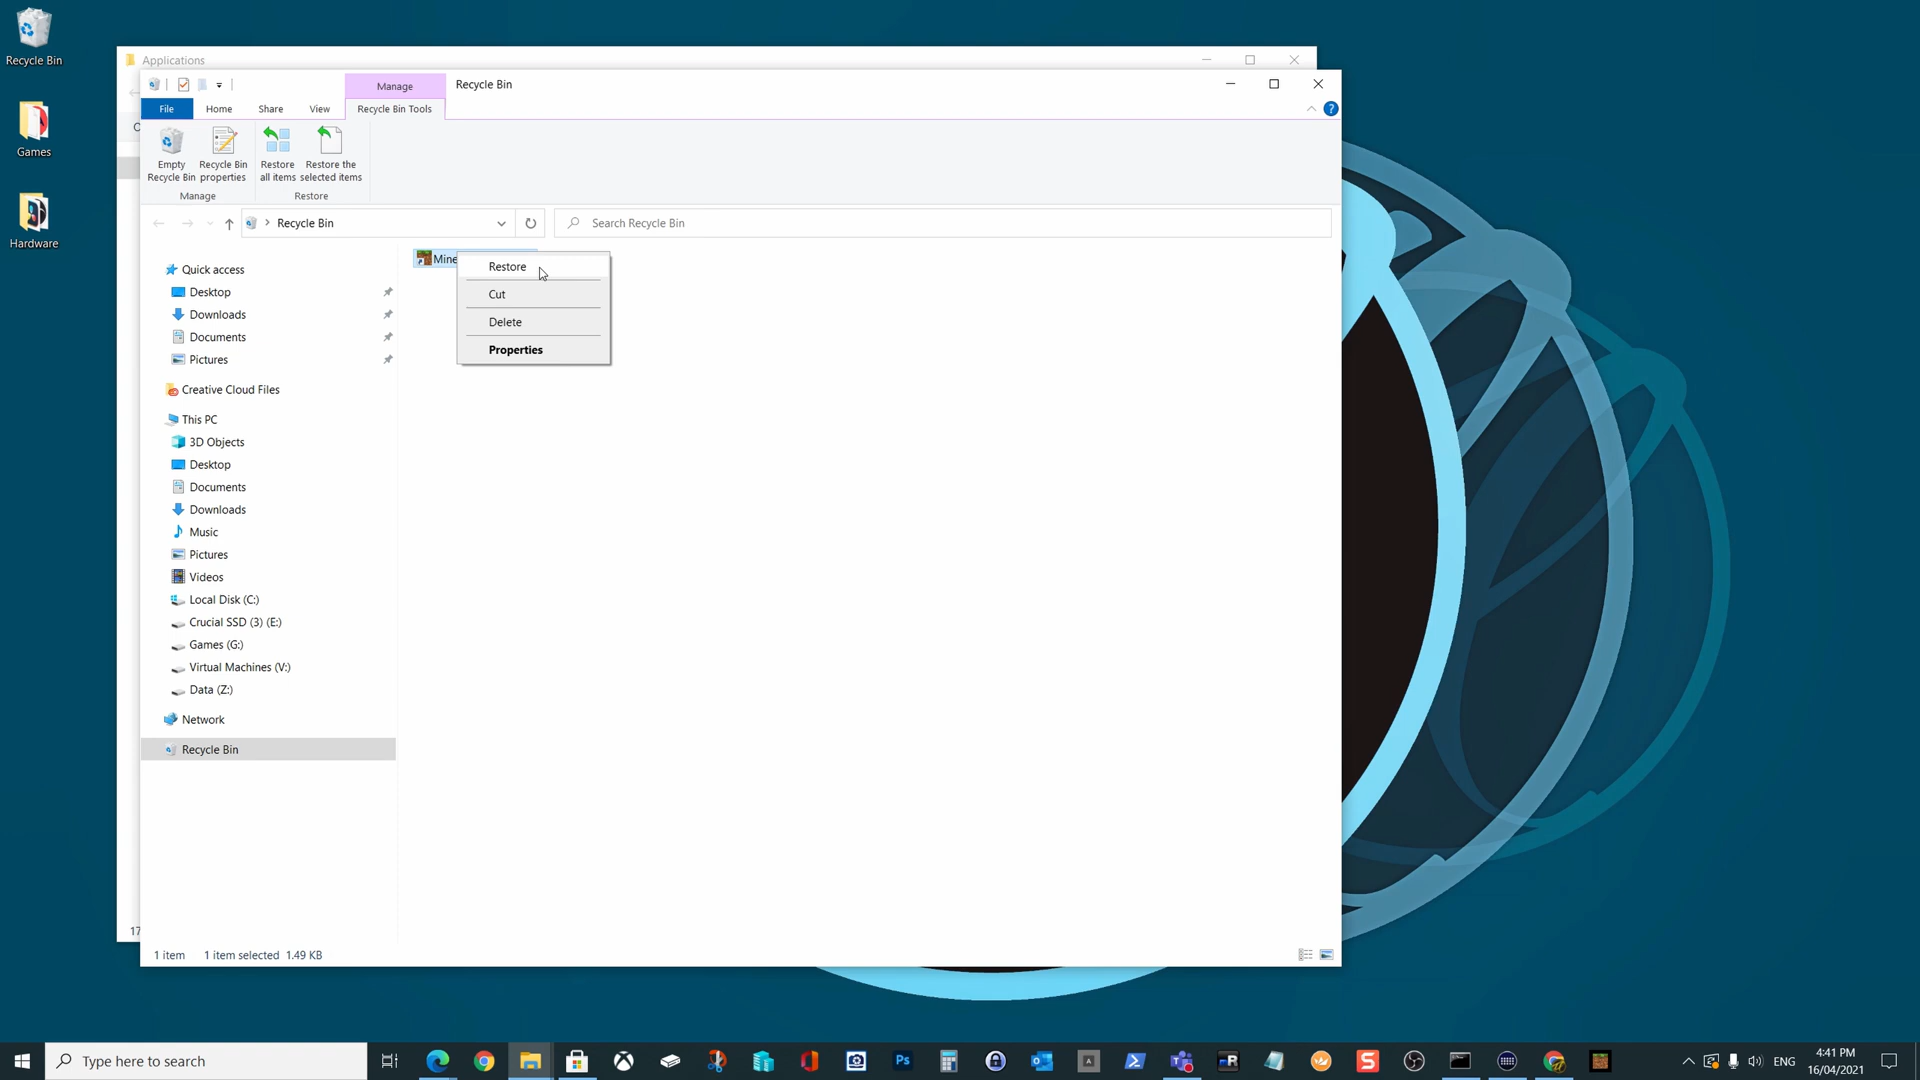 Recycle Bin
Games
Hardware
Applications
Manage
Recycle Bin
File
Home
Share
View
Recycle Bin Tools
Empty
Recycle Bin
Recycle Bin
properties
Restore
all items
Restore the
selected items
Manage
Restore
Recycle Bin
Search Recycle Bin
Quick access
Desktop
Downloads
Documents
Pictures
Creative Cloud Files
This PC
3D Objects
Desktop
Documents
Downloads
Music
Pictures
Videos
Local Disk (C:)
Crucial SSD (3) (E:)
Games (G:)
Virtual Machines (V:)
Data (Z:)
Network
Recycle Bin
Mine
Restore
Cut
Delete
Properties
17
1 item
1 item selected 1.49 KB
Type here to search
Ps
ENG
4:41 PM
16/04/2021